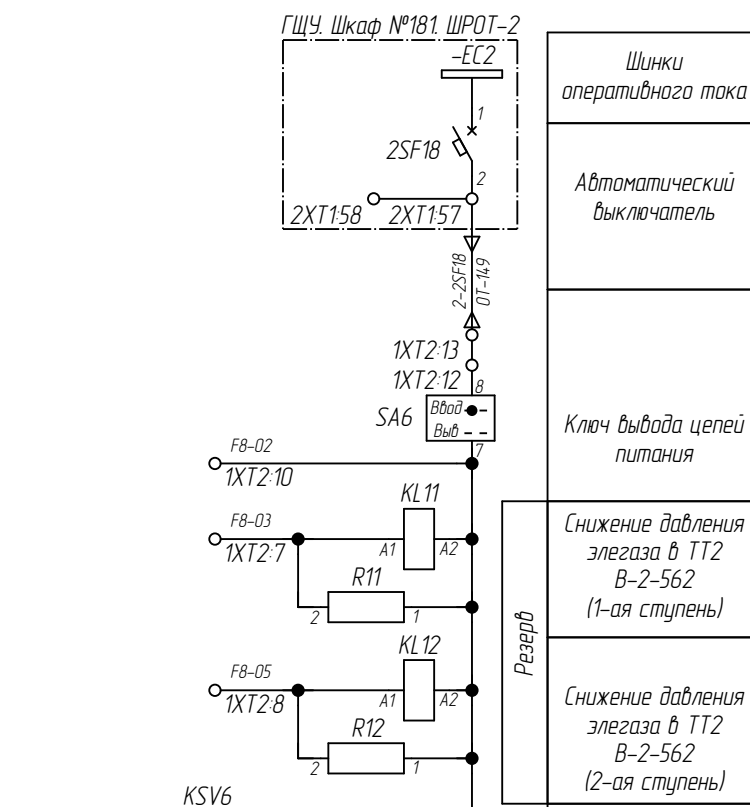 ГЩУ. Шкаф №181. ШРОТ-2
-ЕС2
1
2SF18
2
2XT1:58
2XT1:57
2-2SF18
ОТ-149
1XT2:13
1XT2:12
8
SA6
Ввод
Выв
7
F8-02
1XT2:10
KL11
F8-03
1XT2:7
A1
A2
R11
2
1
KL12
F8-05
1XT2:8
A1
A2
R12
2
1
KSV6
Шинки
оперативного тока
Автоматический
выключатель
Ключ вывода цепей
питания
Резерв
Снижение давления
элегаза в ТТ2
В-2-562
(1-ая ступень)
Снижение давления
элегаза в ТТ2
В-2-562
(2-ая ступень)